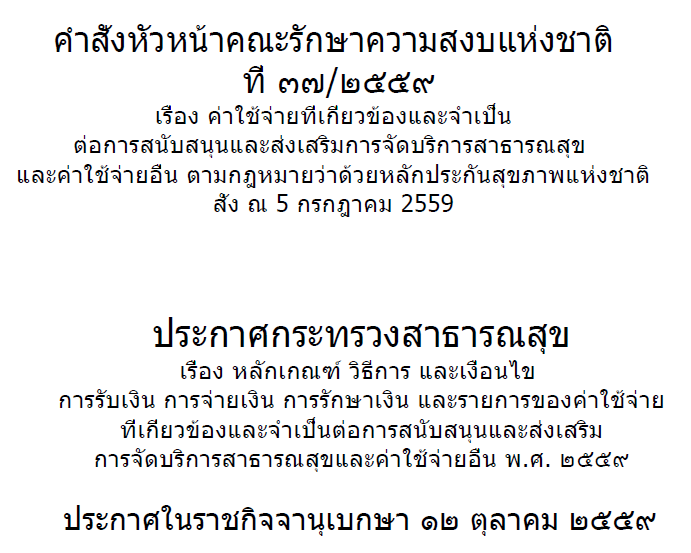 คำสั่งหัวหน้าคณะรักษาความสงบแห่งชาติ
ที่ ๓๗/๒๕๕๙
เรื่อง ค่าใช้จ่ายที่เกี่ยวข้องและจำเป็น
ต่อการสนับสนุนและส่งเสริมการจัดบริการสาธารณสุข
และค่าใช้จ่ายอื่น ตามกฎหมายว่าด้วยหลักประกันสุขภาพแห่งชาติ
สั่ง ณ 5 กรกฎาคม 2559
ประกาศกระทรวงสาธารณสุข
เรื่อง หลักเกณฑ์ วิธีการ และเงื่อนไข
การรับเงิน การจ่ายเงิน การรักษาเงิน และรายการของค่าใช้จ่าย
ที่เกี่ยวข้องและจำเป็นต่อการสนับสนุนและส่งเสริม
การจัดบริการสาธารณสุขและค่าใช้จ่ายอื่น พ.ศ. ๒๕๕๙
ประกาศในราชกิจจานุเบกษา ๑๒ ตุลาคม ๒๕๕๙